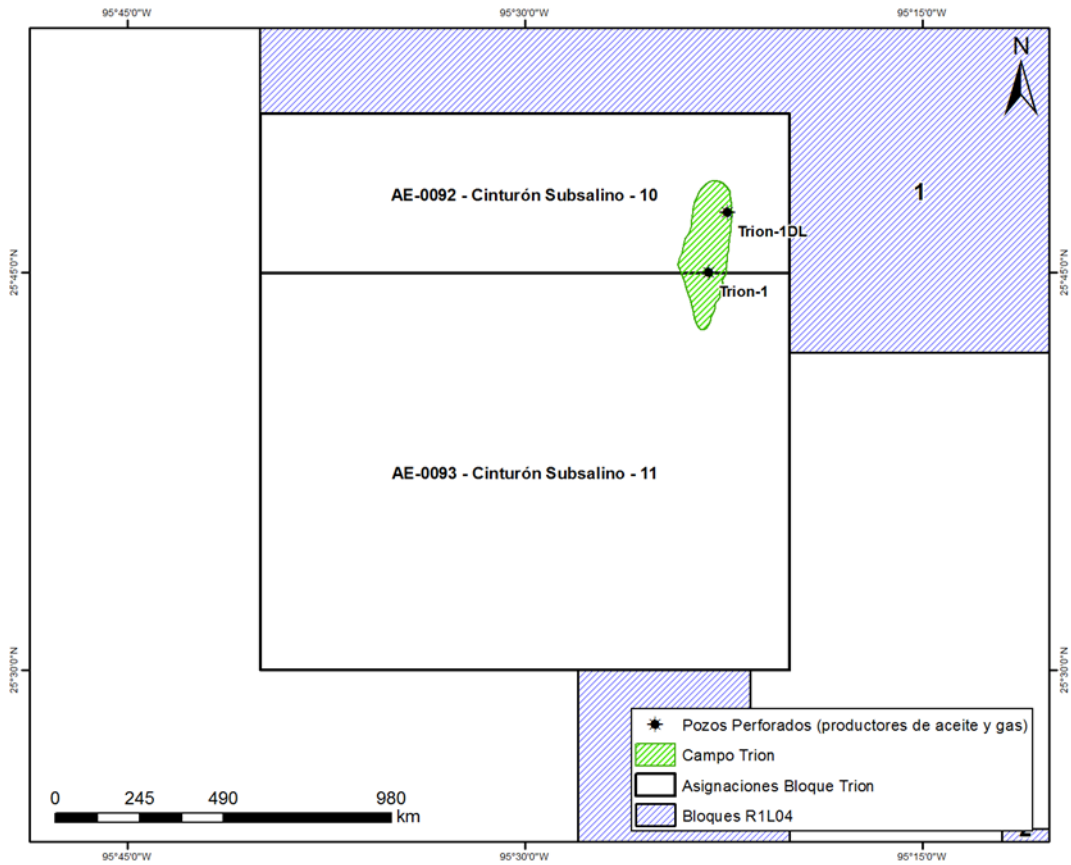 95°45'0"W
95°30'0"W
95°15'0"W
N
1
AE-0092 - Cinturón Subsalino - 10
Trion-1DL
25°45'0"N
25°45'0"N
Trion-1
AE-0093 - Cinturón Subsalino - 11
25°30'0"N
25°30'0"N
Pozos Perforados (productores de aceite y gas)
Campo Trion
Asignaciones Bloque Trion
Bloques R1L04
0 245 490 980
km
95°45'0"W
95°30'0"W
95°15'0"W